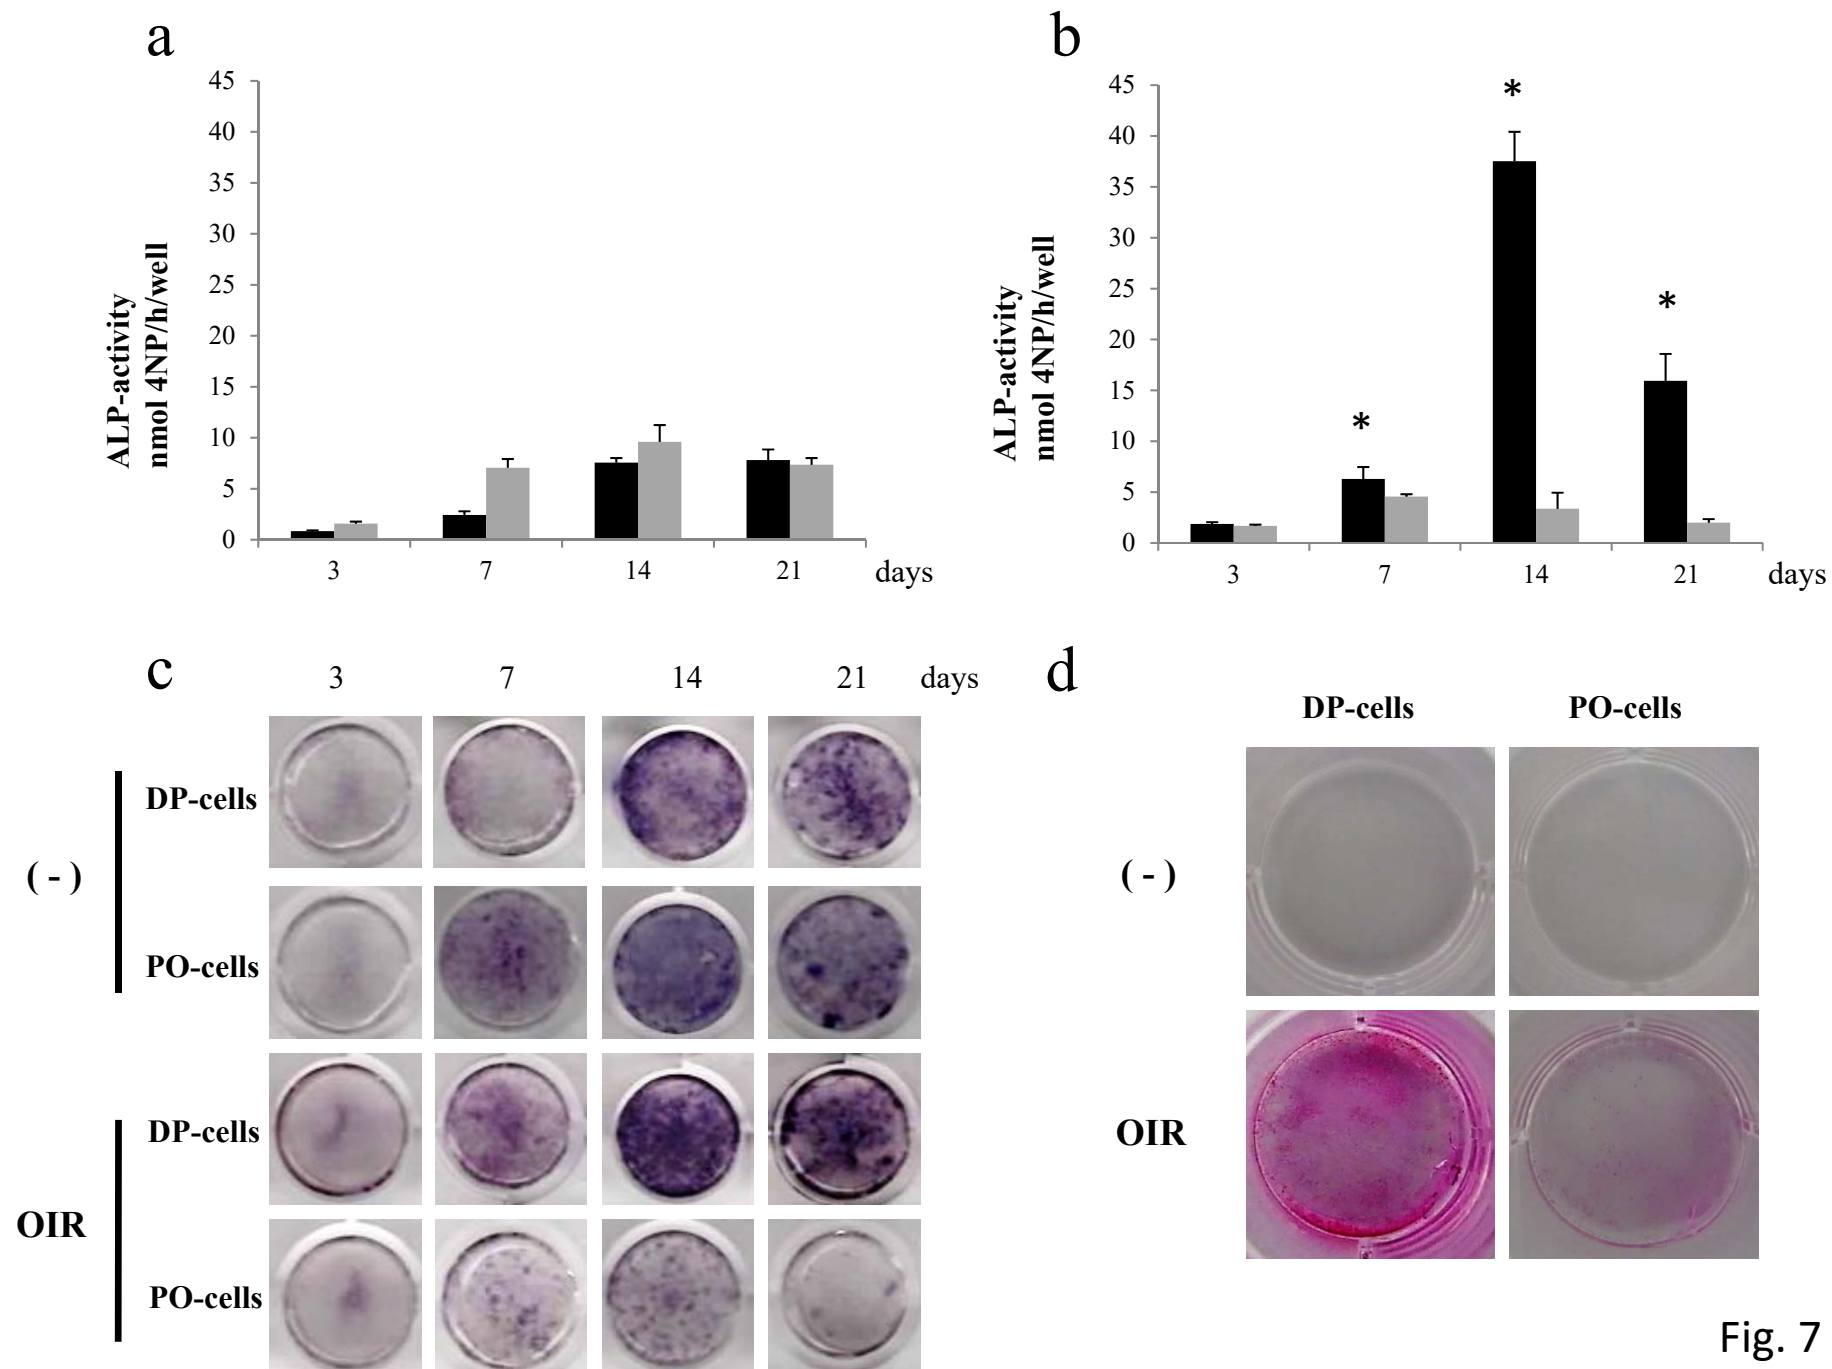 a
45
40
35
30
25
20
15
10
5
0
ALP-activity
nmol 4NP/h/well
3 7 14 21 days
b
45
40
35
30
25
20
15
10
5
0
ALP-activity
nmol 4NP/h/well
*
*
*
3 7 14 21 days
c 3 7 14 21 days
(-)
DP-cells
PO-cells
OIR
DP-cells
PO-cells
d
DP-cells PO-cells
(-)
OIR
Fig. 7